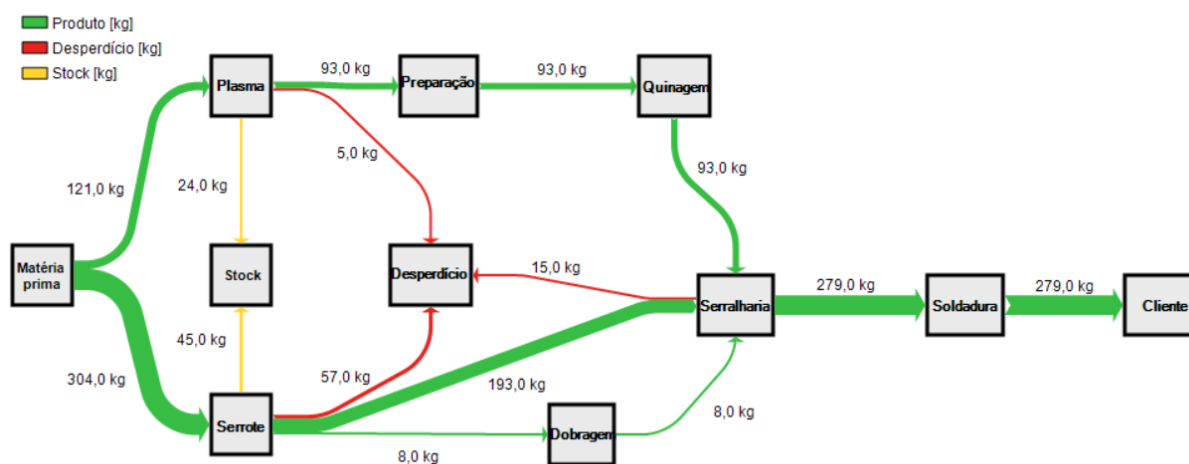 Produto [kg]
Desperdício [kg]
Stock [kg]
Plasma
93,0 kg
Preparação
93,0 kg
Quinagem
121,0 kg
24,0 kg
5,0 kg
93,0 kg
Matéria
prima
Stock
Desperdício
15,0 kg
Serralharia
279,0 kg
Soldadura
279,0 kg
Cliente
304,0 kg
45,0 kg
57,0 kg
193,0 kg
8,0 kg
Serrote
8,0 kg
Dobragem